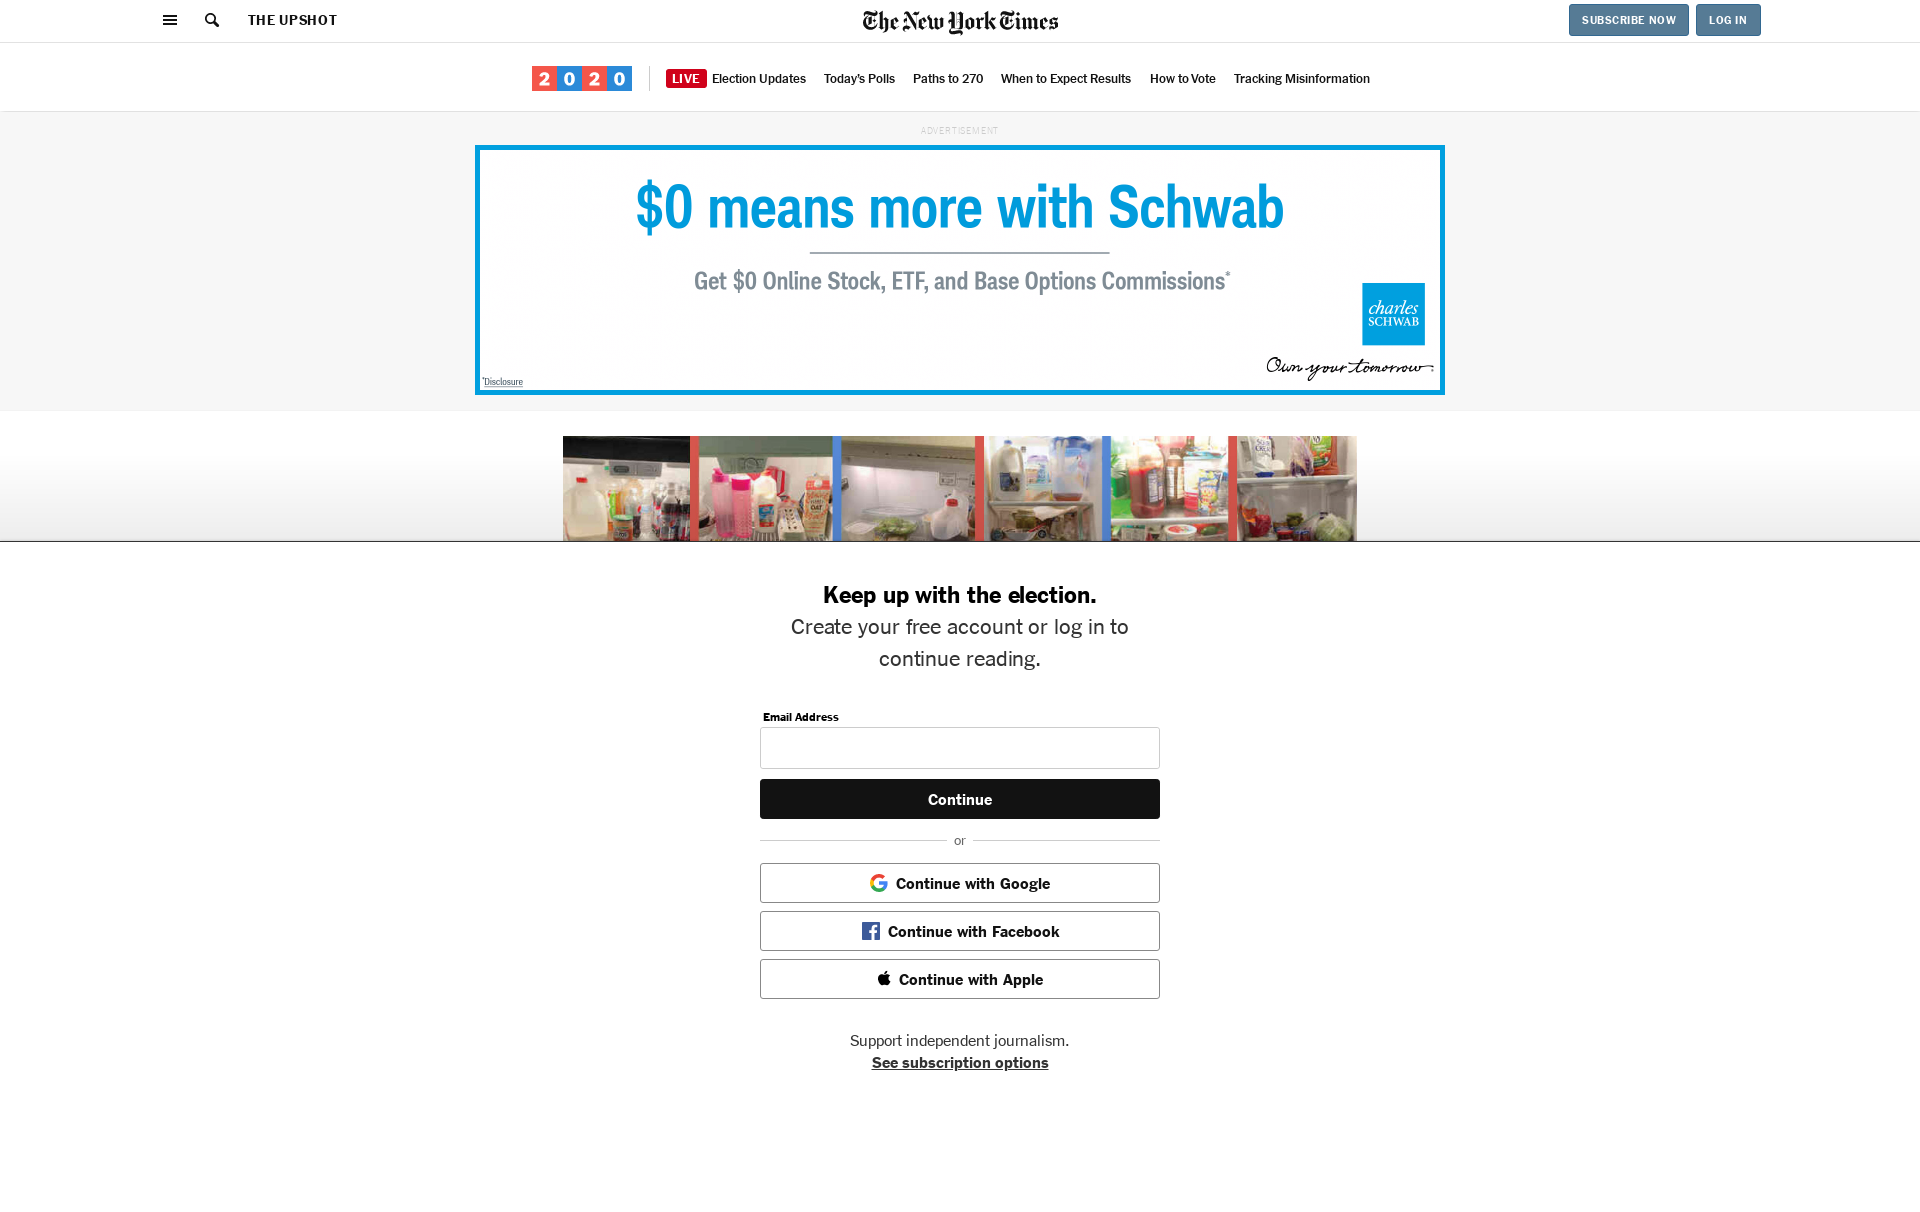 THE UPSHOT
The New York Times
SUBSCRIBE NOW
LOG IN
2020
LIVE Election Updates
Today's Polls
Paths to 270
When to Expect Results
How to Vote
Tracking Misinformation
ADVERTISEMENT
$0 means more with Schwab
Get $0 Online Stock, ETF, and Base Options Commissions*
charles
SCHWAB
Own your tomorrow
*Disclosure
Keep up with the election.
Create your free account or log in to
continue reading.
Email Address
Continue
or
Continue with Google
Continue with Facebook
Continue with Apple
Support independent journalism.
See subscription options